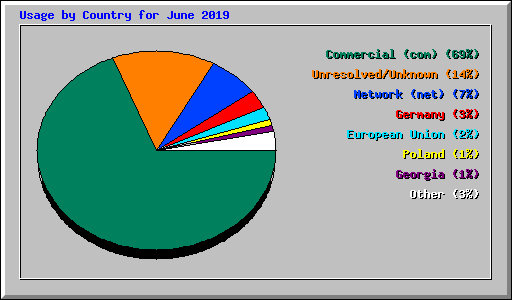 Usage by Country for June 2019
Commercial (com) (69%)
Unresolved/Unknown (14%)
Network (net) (7%)
Germany (3%)
European Union (2%)
Poland (1%)
Georgia (1%)
Other (3%)